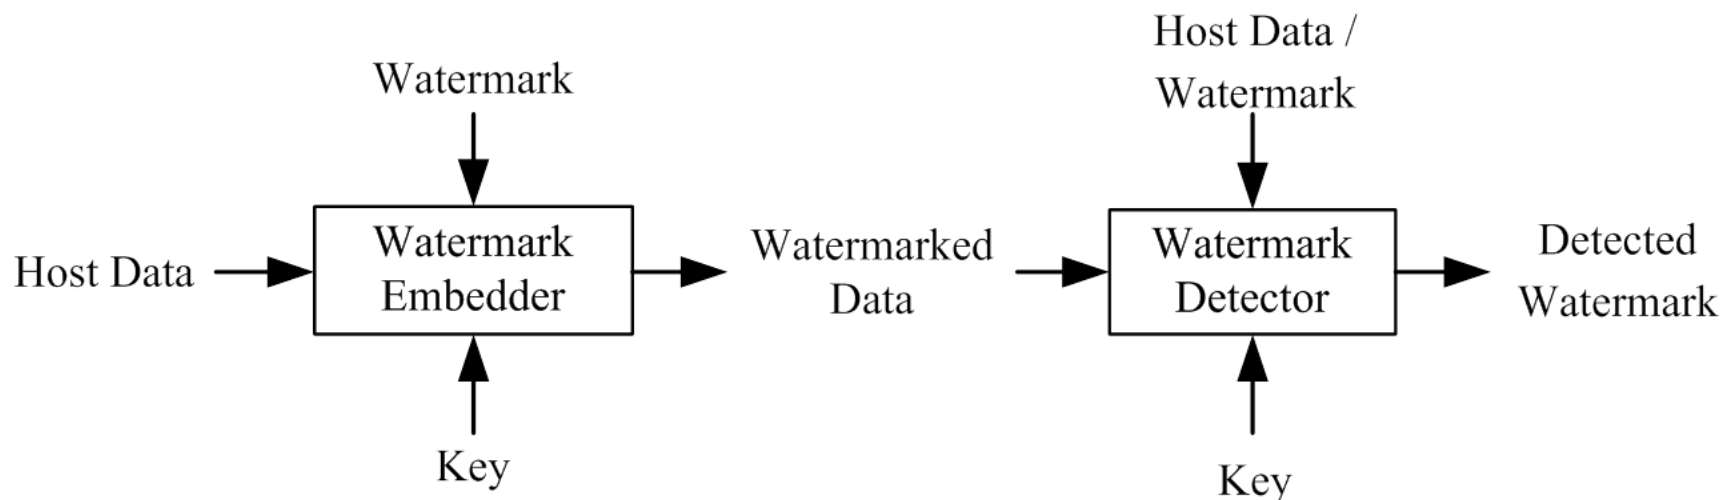 Host Data
Watermark
Watermark
Embedder
Key
Watermarked
Data
Host Data /
Watermark
Watermark
Detector
Key
Detected
Watermark